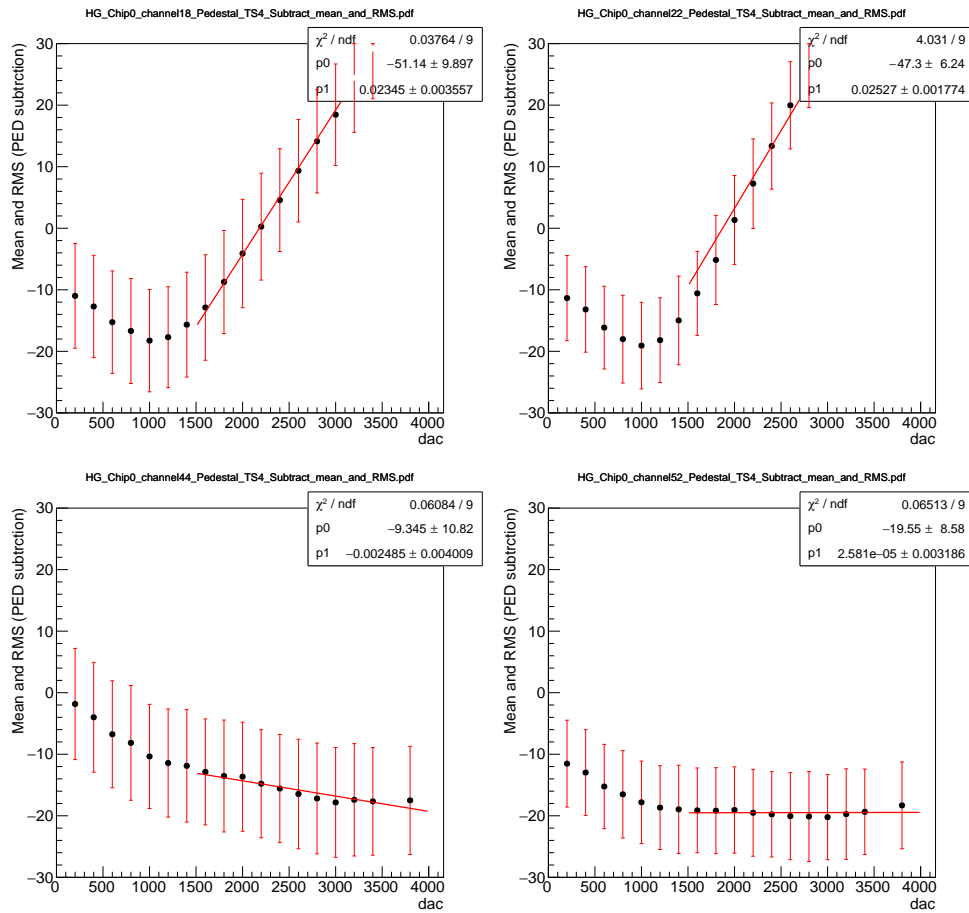 HG_Chip0_channel18_Pedestal_TS4_Subtract_mean_and_RMS.pdf
χ² / ndf 0.03764 / 9
p0 −51.14 ± 9.897
p1 0.02345 ± 0.003557
Mean and RMS (PED subtrction)
30
20
10
0
−10
−20
−30
0 500 1000 1500 2000 2500 3000 3500 4000
dac
HG_Chip0_channel22_Pedestal_TS4_Subtract_mean_and_RMS.pdf
χ² / ndf 4.031 / 9
p0 −47.3 ± 6.24
p1 0.02527 ± 0.001774
Mean and RMS (PED subtrction)
30
20
10
0
−10
−20
−30
0 500 1000 1500 2000 2500 3000 3500 4000
dac
HG_Chip0_channel44_Pedestal_TS4_Subtract_mean_and_RMS.pdf
χ² / ndf 0.06084 / 9
p0 −9.345 ± 10.82
p1 −0.002485 ± 0.004009
Mean and RMS (PED subtrction)
30
20
10
0
−10
−20
−30
0 500 1000 1500 2000 2500 3000 3500 4000
dac
HG_Chip0_channel52_Pedestal_TS4_Subtract_mean_and_RMS.pdf
χ² / ndf 0.06513 / 9
p0 −19.55 ± 8.58
p1 2.581e−05 ± 0.003186
Mean and RMS (PED subtrction)
30
20
10
0
−10
−20
−30
0 500 1000 1500 2000 2500 3000 3500 4000
dac